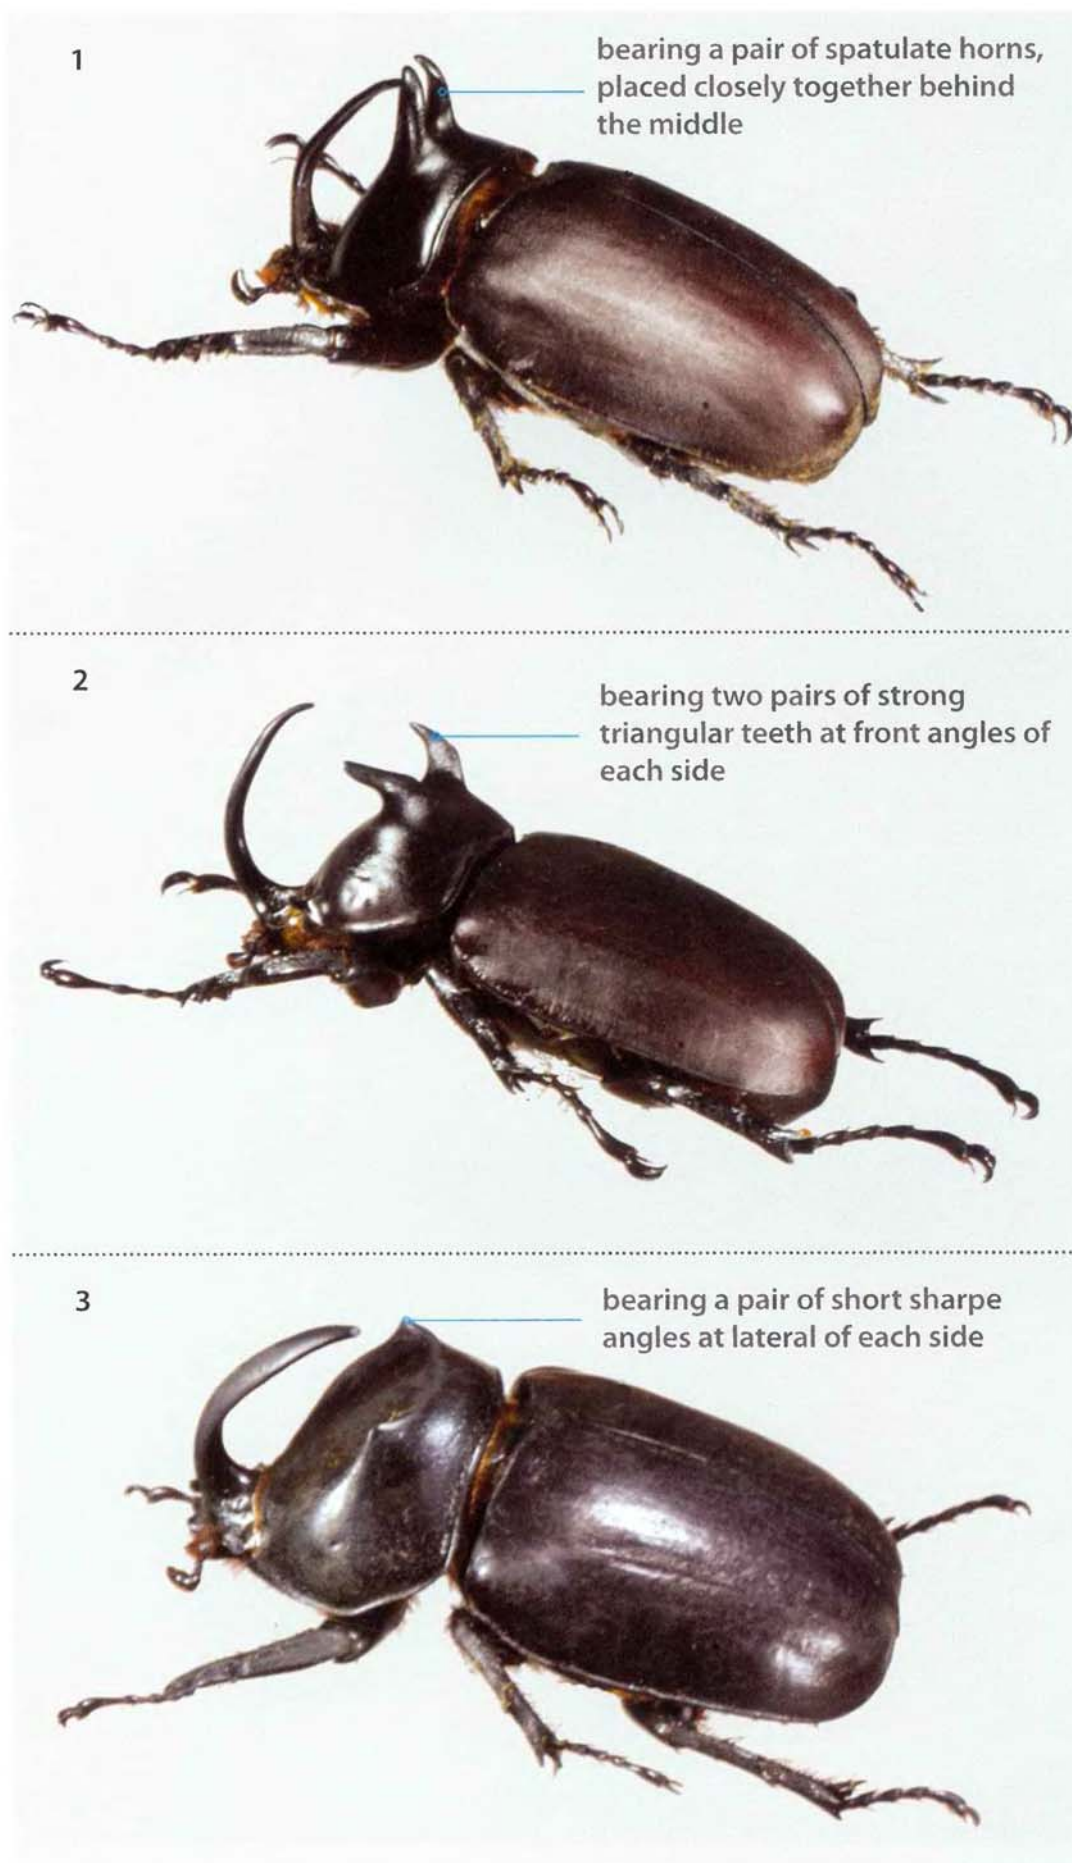 1
bearing a pair of spatulate horns,
placed closely together behind
the middle
2
bearing two pairs of strong
triangular teeth at front angles of
each side
3
bearing a pair of short sharpe
angles at lateral of each side